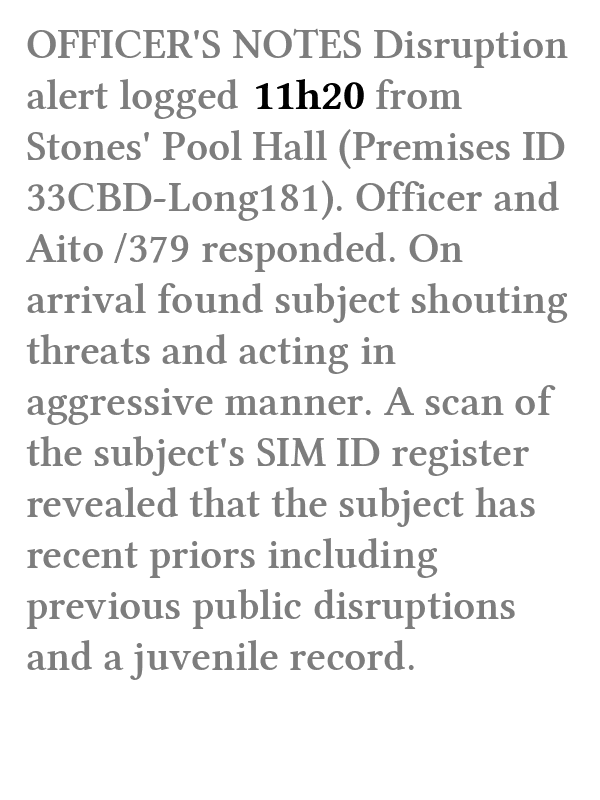 OFFICER'S NOTES Disruption
alert logged 11h20 from
Stones' Pool Hall (Premises ID
33CBD-Long181). Officer and
Aito /379 responded. On
arrival found subject shouting
threats and acting in
aggressive manner. A scan of
the subject's SIM ID register
revealed that the subject has
recent priors including
previous public disruptions
and a juvenile record.